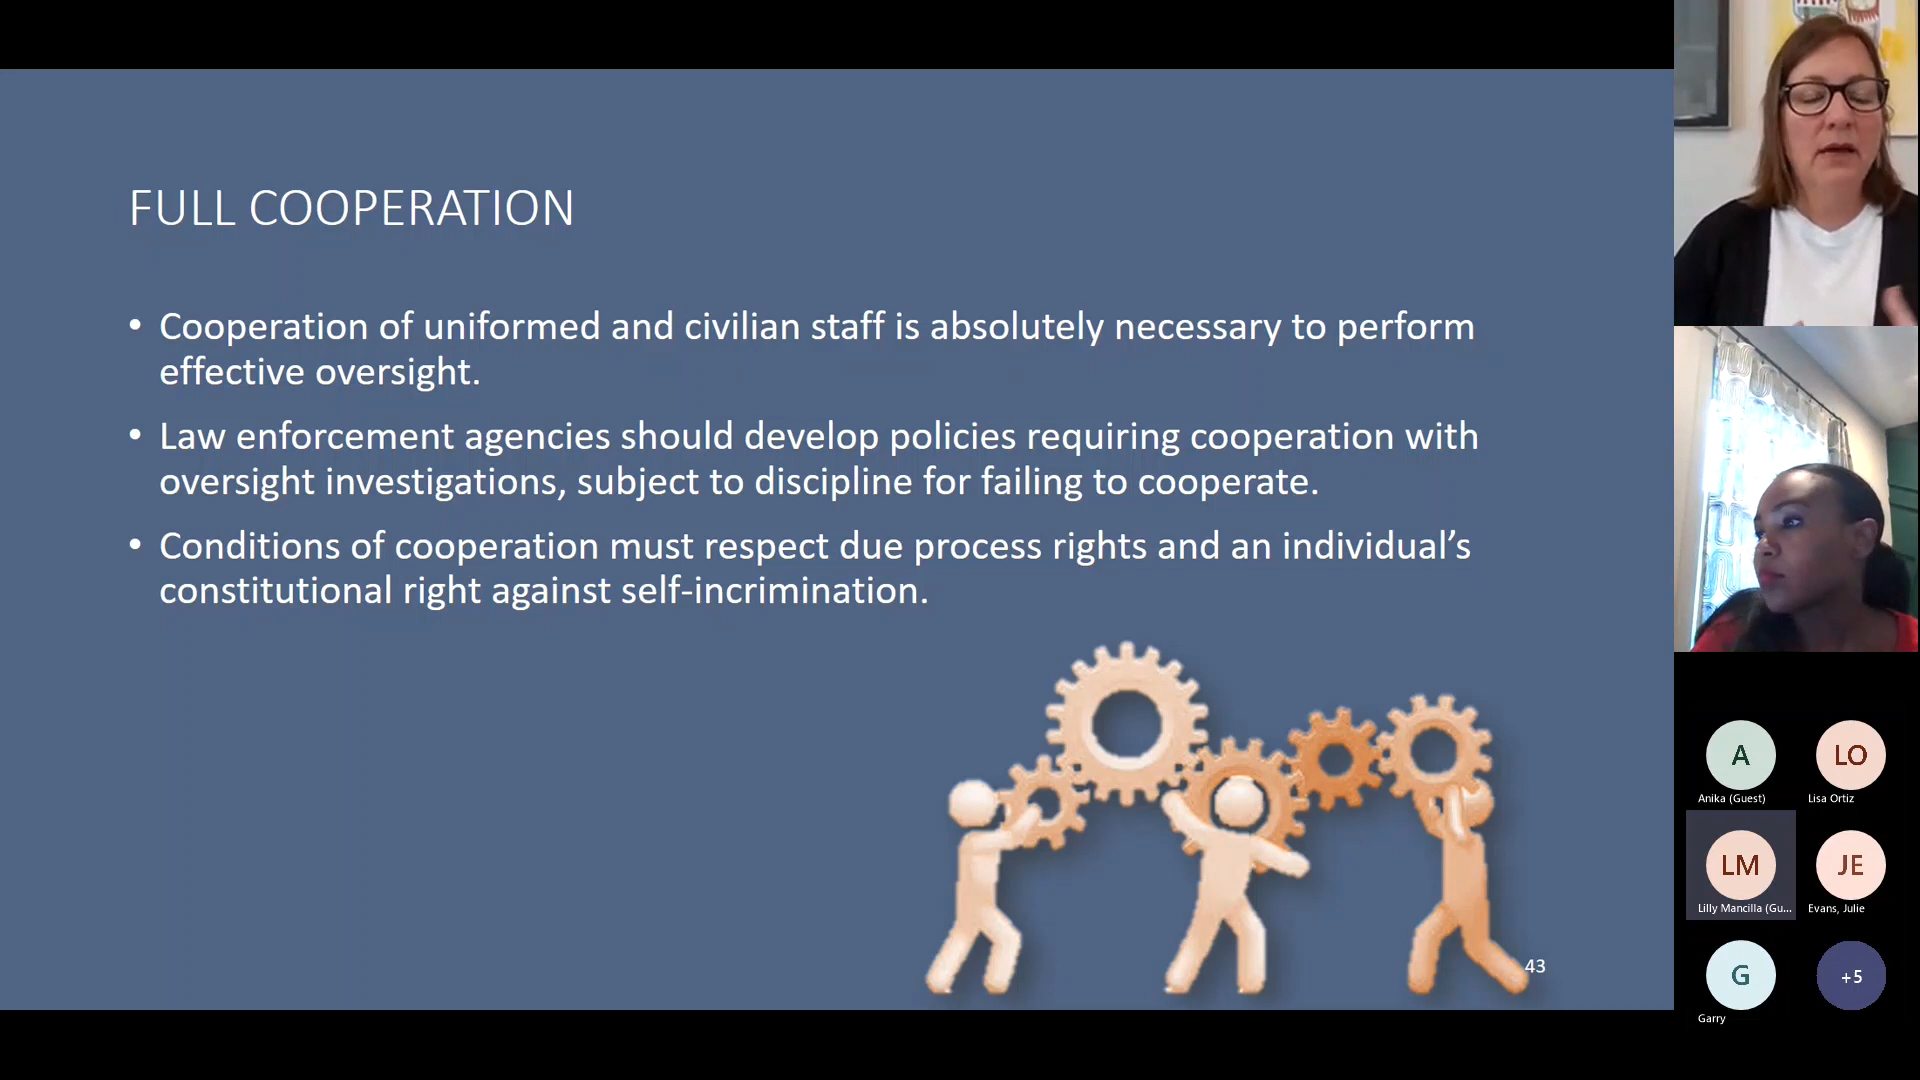 FULL COOPERATION
• Cooperation of uniformed and civilian staff is absolutely necessary to perform
effective oversight.
• Law enforcement agencies should develop policies requiring cooperation with
oversight investigations, subject to discipline for failing to cooperate.
• Conditions of cooperation must respect due process rights and an individual’s
constitutional right against self-incrimination.
43
A
Anika (Guest)
LO
Lisa Ortiz
LM
Lilly Mancilla (Gu...
JE
Evans, Julie
G
Garry
+5